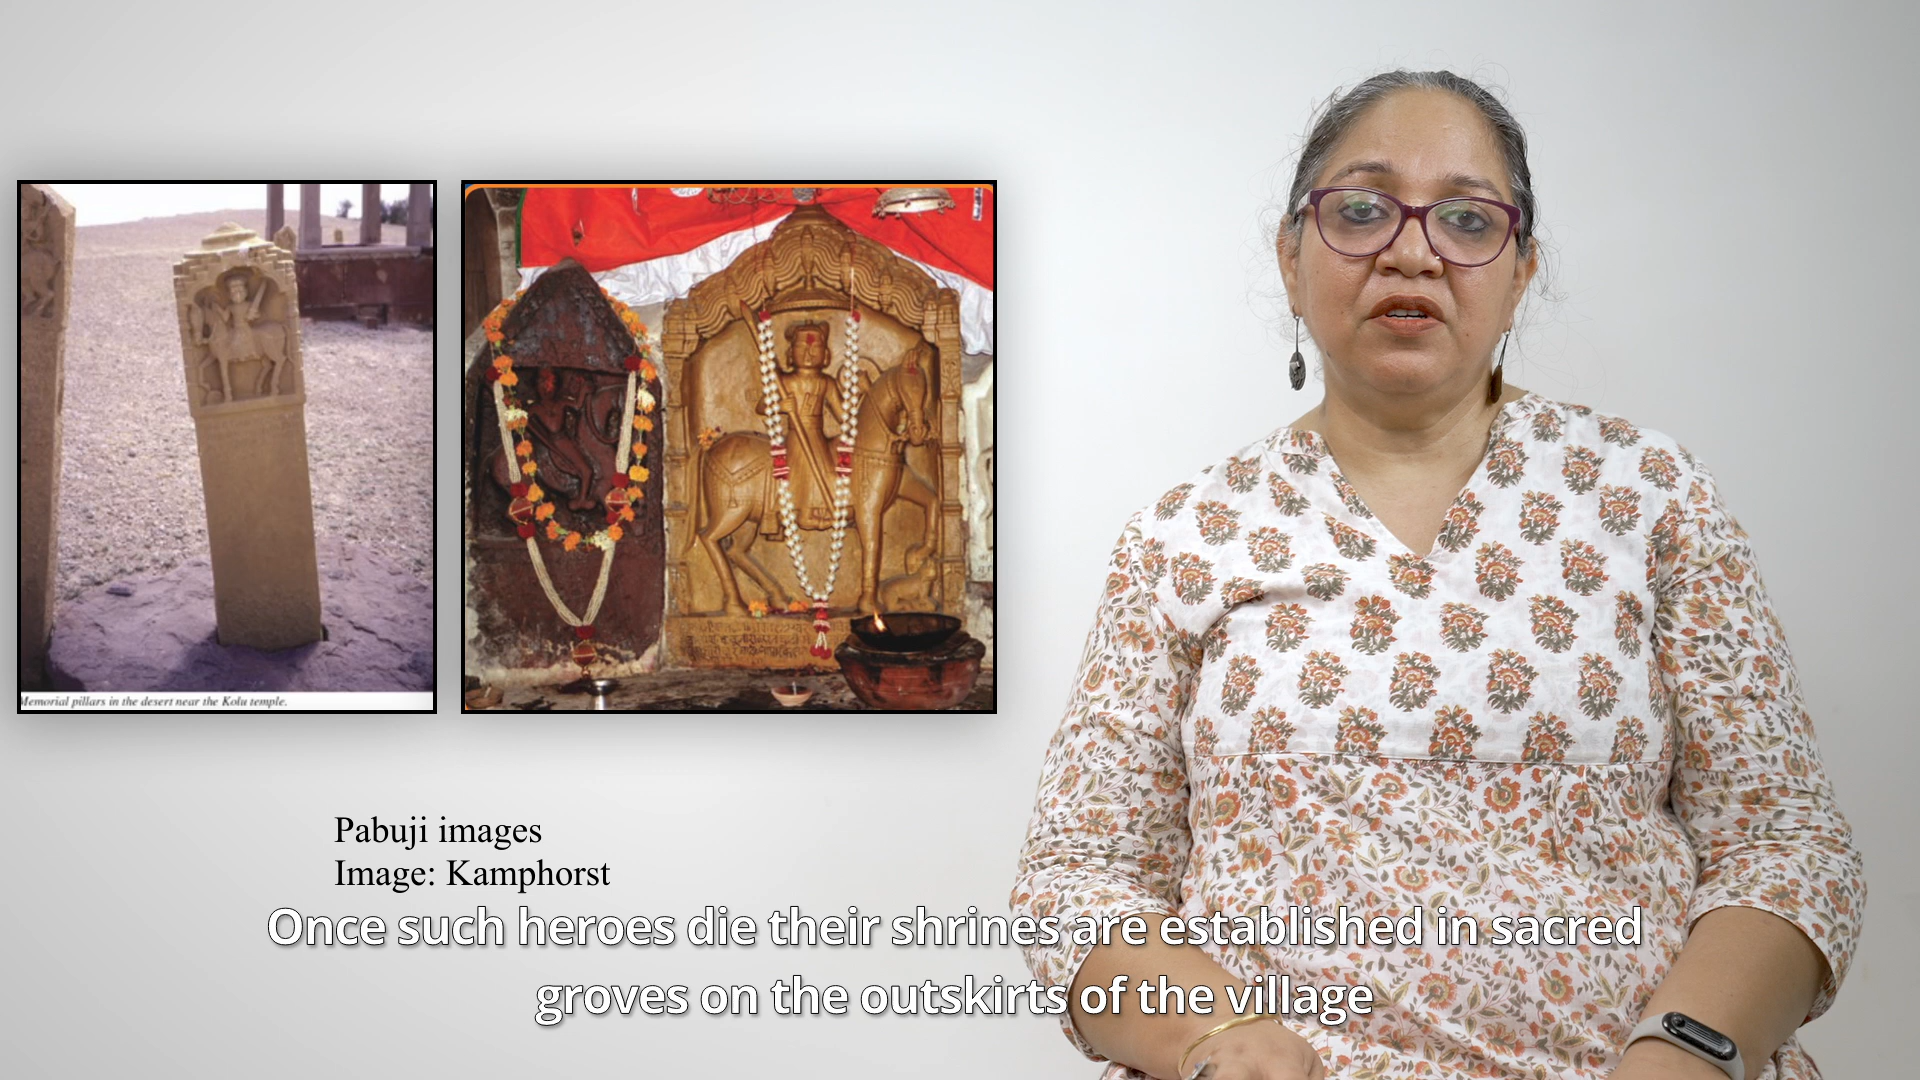 Memorial pillars in the desert near the Kolu temple.
Pabuji images
Image: Kamphorst
Once such heroes die their shrines are established in sacred
groves on the outskirts of the village